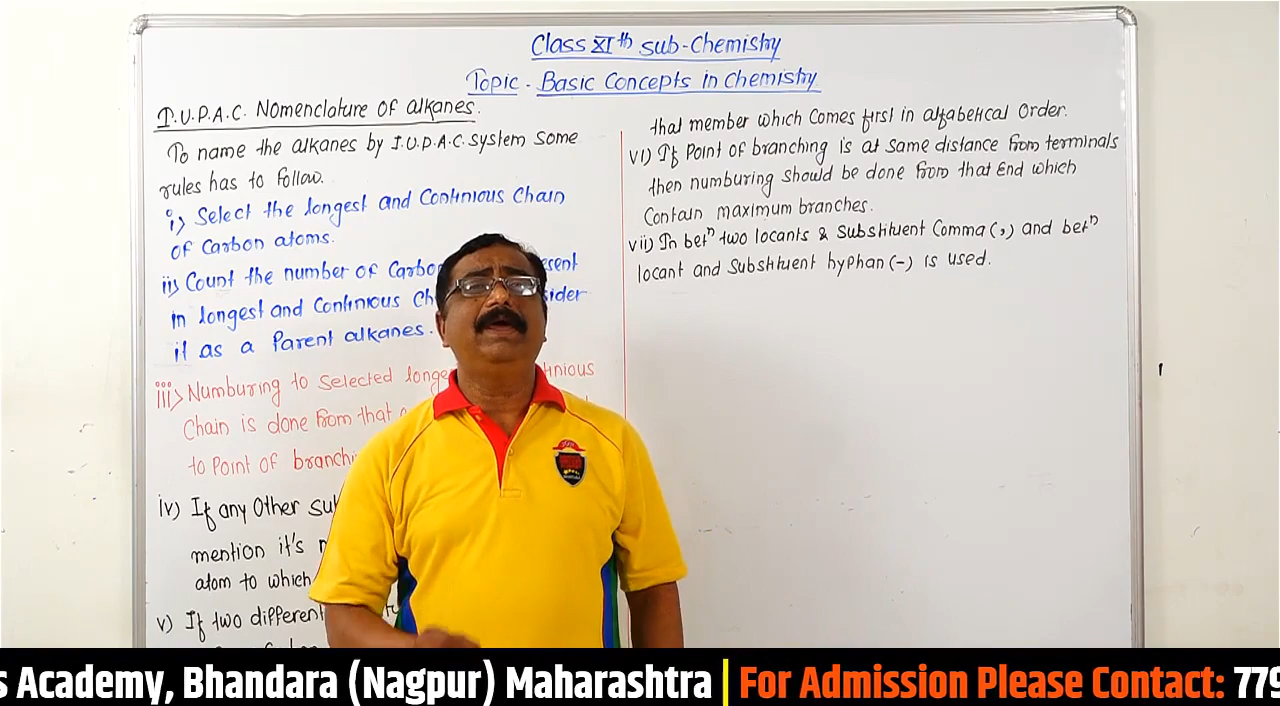 Class XIth sub-Chemistry
Topic - Basic Concepts in Chemistry
I.U.P.A.C. Nomenclature of alkanes.
To name the alkanes by I.U.P.A.C. System some
rules has to follow.
i) Select the longest and Continious Chain
of Carbon atoms.
ii) Count the number of Carbo esent
in longest and Continious Ch sider
it as a Parent alkanes.
iii) Numburing to selected longe inious
Chain is done from that
to Point of branchi
iv) If any Other su
mention it's
atom to which
v) If two different
that member which Comes first in alfabetical Order.
vi) If Point of branching is at same distance from terminals
then numburing should be done from that End which
Contain maximum branches.
vii) In betn two locants & Substituent Comma (,) and betn
locant and Substituent hyphan (-) is used.
s Academy, Bhandara (Nagpur) Maharashtra | For Admission Please Contact: 779